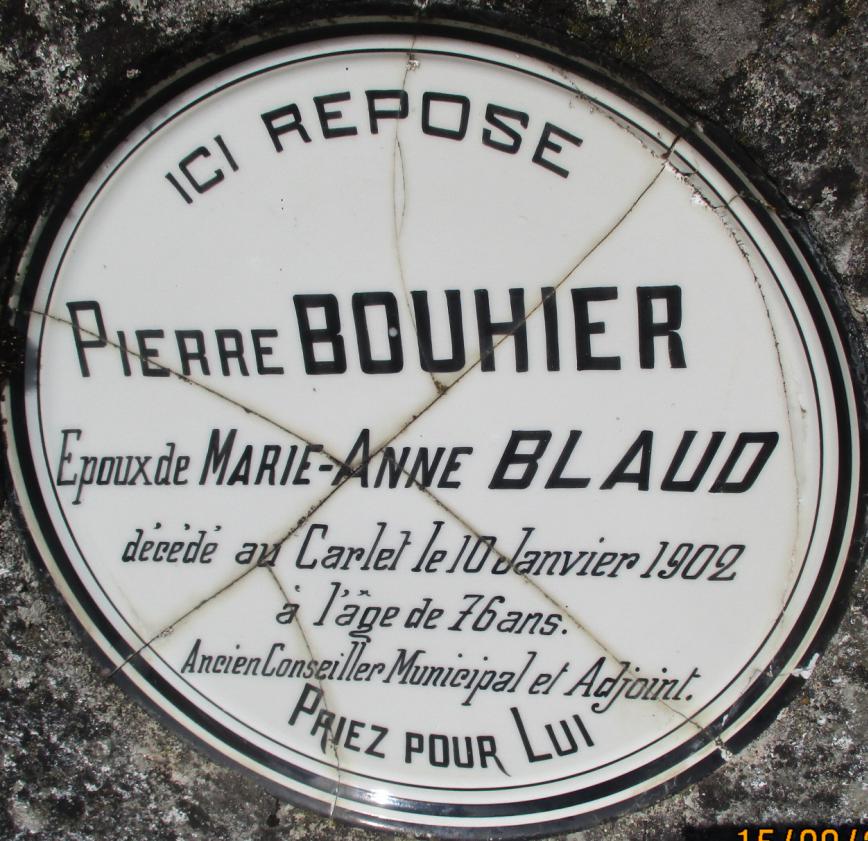 ICI REPOSE
PIERRE BOUHIER
Epoux de MARIE-ANNE BLAUD
décédé au Carlet le 10 Janvier 1902
à l'âge de 76 ans.
Ancien Conseiller Municipal et Adjoint.
PRIEZ POUR LUI